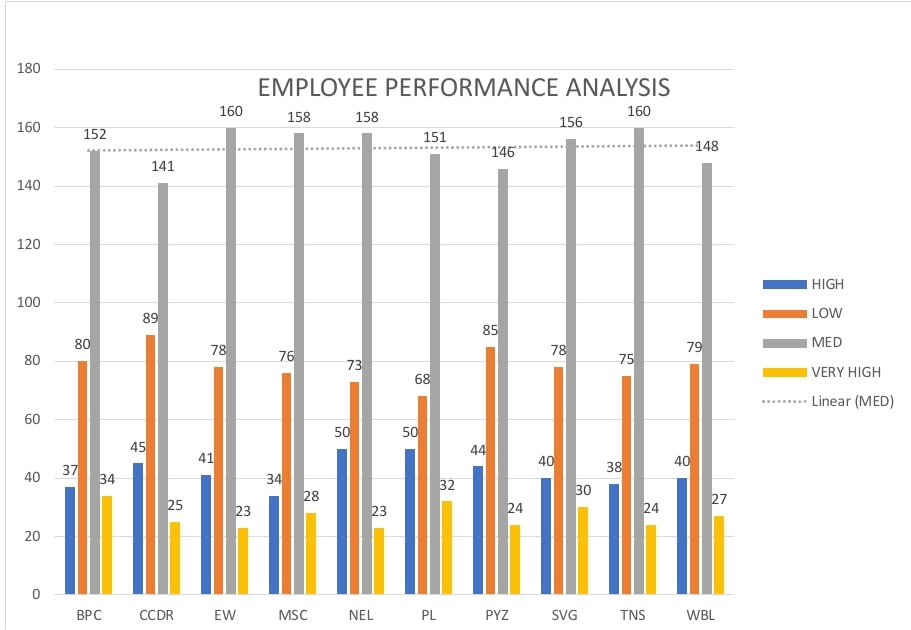 EMPLOYEE PERFORMANCE ANALYSIS
180
160
140
120
100
80
60
40
20
0
37 80 152 34
45 89 141 25
41 78 160 23
34 76 158 28
50 73 158 23
50 68 151 32
44 85 146 24
40 78 156 30
38 75 160 24
40 79 148 27
BPC CCDR EW MSC NEL PL PYZ SVG TNS WBL
HIGH
LOW
MED
VERY HIGH
Linear (MED)